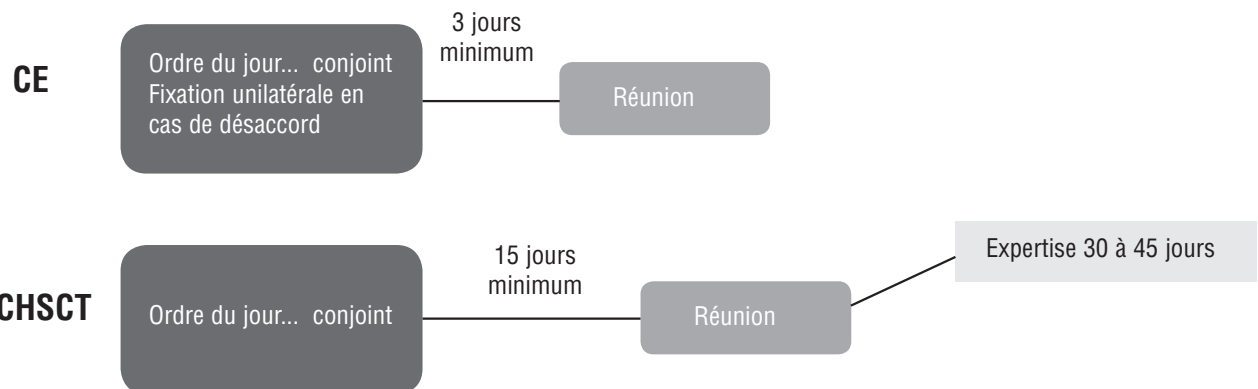 CE
Ordre du jour... conjoint
Fixation unilatérale en
cas de désaccord
3 jours
minimum
Réunion
CHSCT
Ordre du jour... conjoint
15 jours
minimum
Réunion
Expertise 30 à 45 jours